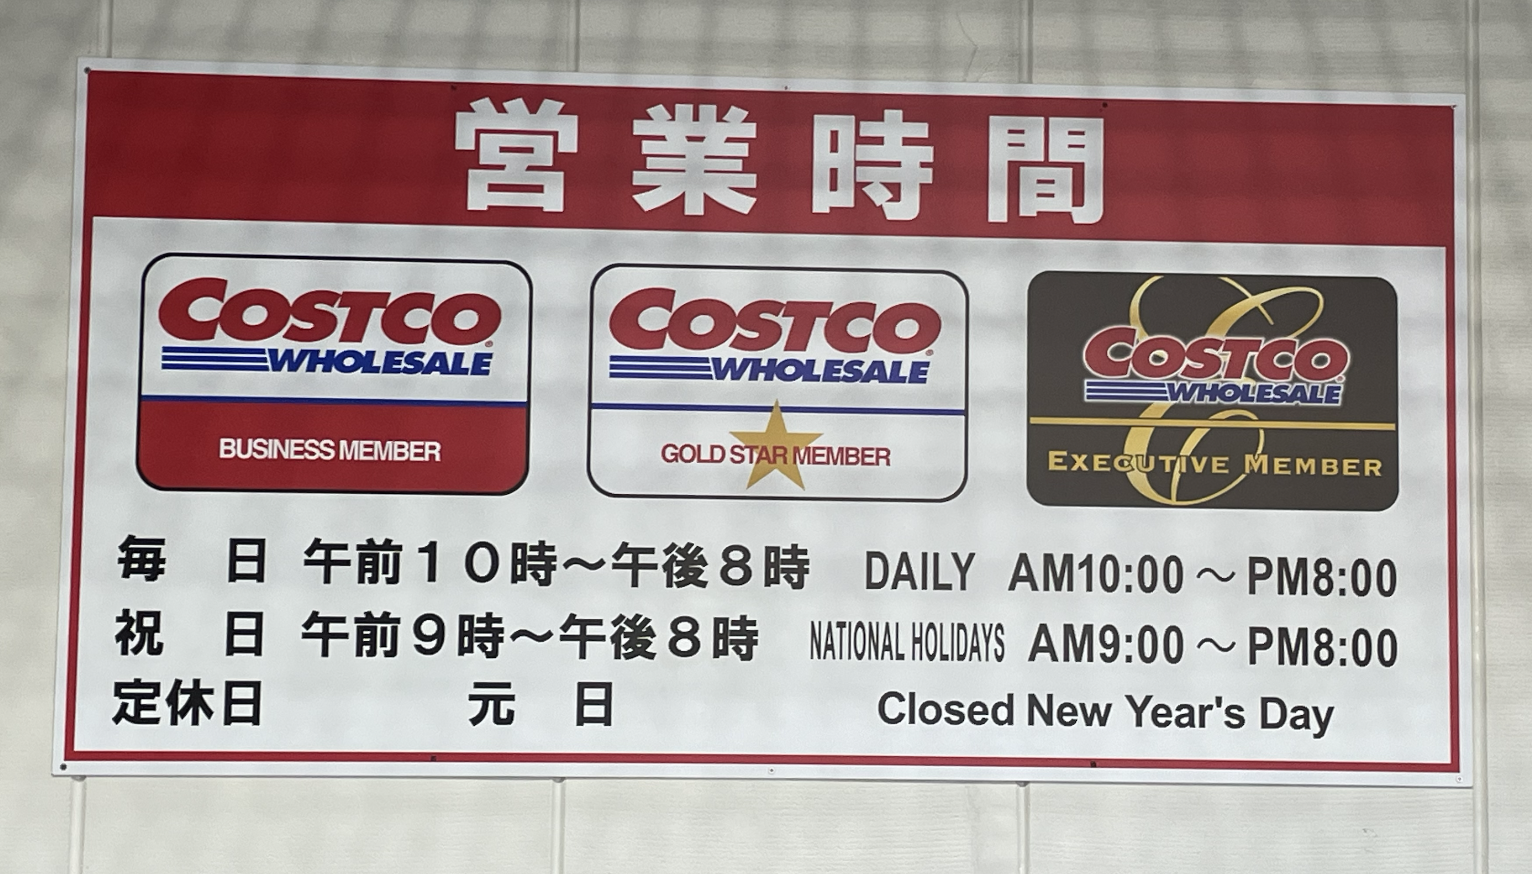 営業時間
COSTCO
WHOLESALE
BUSINESS MEMBER
COSTCO
WHOLESALE
GOLD STAR MEMBER
COSTCO
WHOLESALE
EXECUTIVE MEMBER
毎　日 午前１０時～午後８時 DAILY AM10:00～PM8:00
祝　日 午前９時～午後８時 NATIONAL HOLIDAYS AM9:00～PM8:00
定休日 元　日 Closed New Year's Day